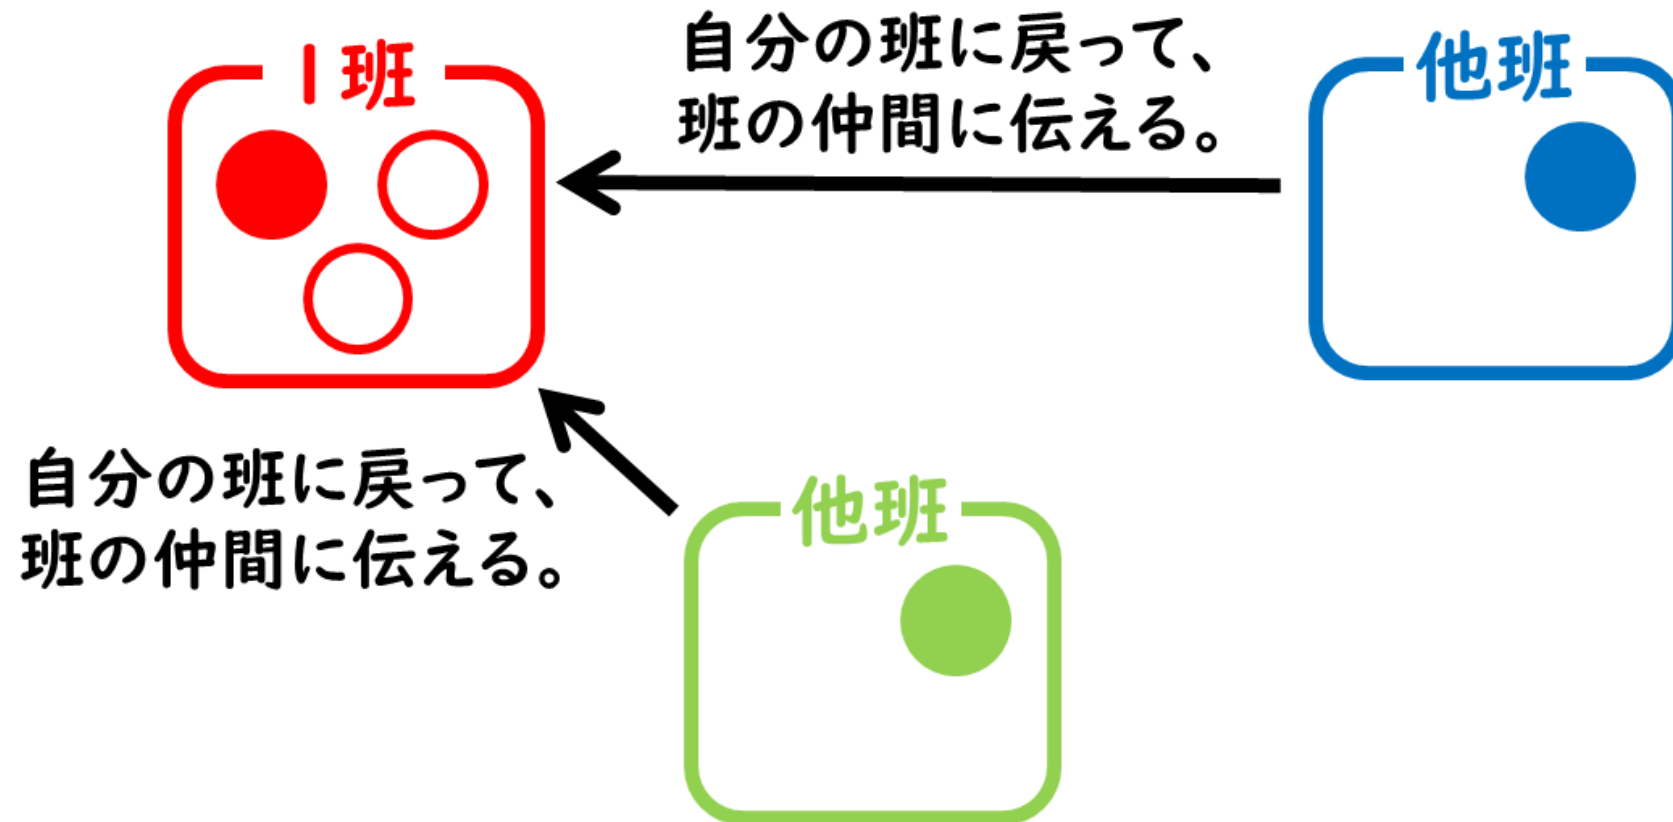 1班
自分の班に戻って、
班の仲間に伝える。
他班
自分の班に戻って、
班の仲間に伝える。
他班